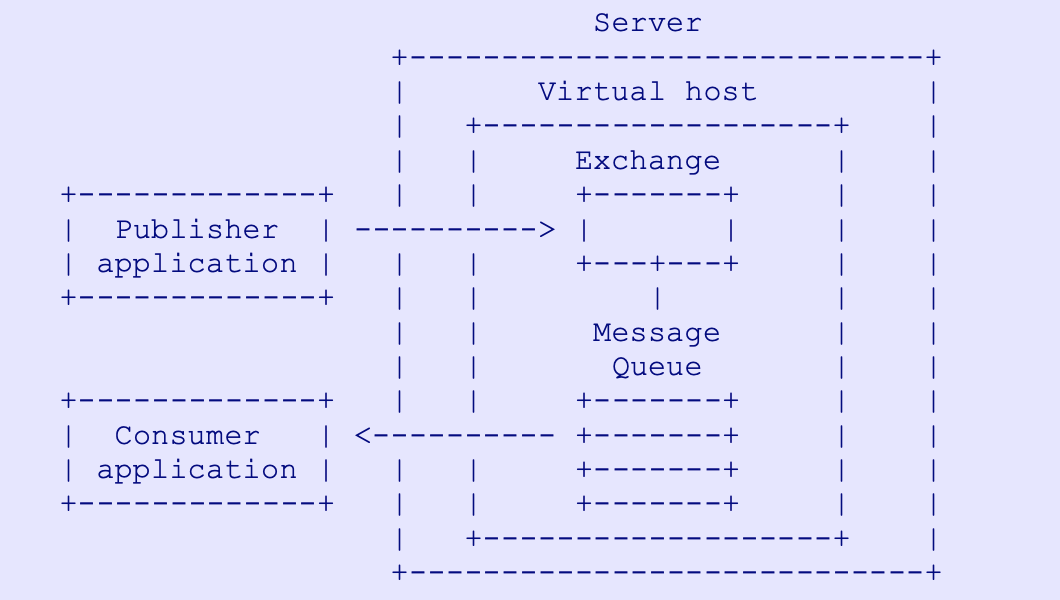 Server
                  +----------------------------+
                  |       Virtual host         |
                  |   +-------------------+    |
                  |   |     Exchange      |    |
+-------------+   |   |     +-------+     |    |
|  Publisher  | ----------> |       |     |    |
| application |   |   |     +---+---+     |    |
+-------------+   |   |         |         |    |
                  |   |      Message      |    |
                  |   |       Queue       |    |
+-------------+   |   |     +-------+     |    |
|  Consumer   | <---------- +-------+     |    |
| application |   |   |     +-------+     |    |
+-------------+   |   |     +-------+     |    |
                  |   +-------------------+    |
                  +----------------------------+